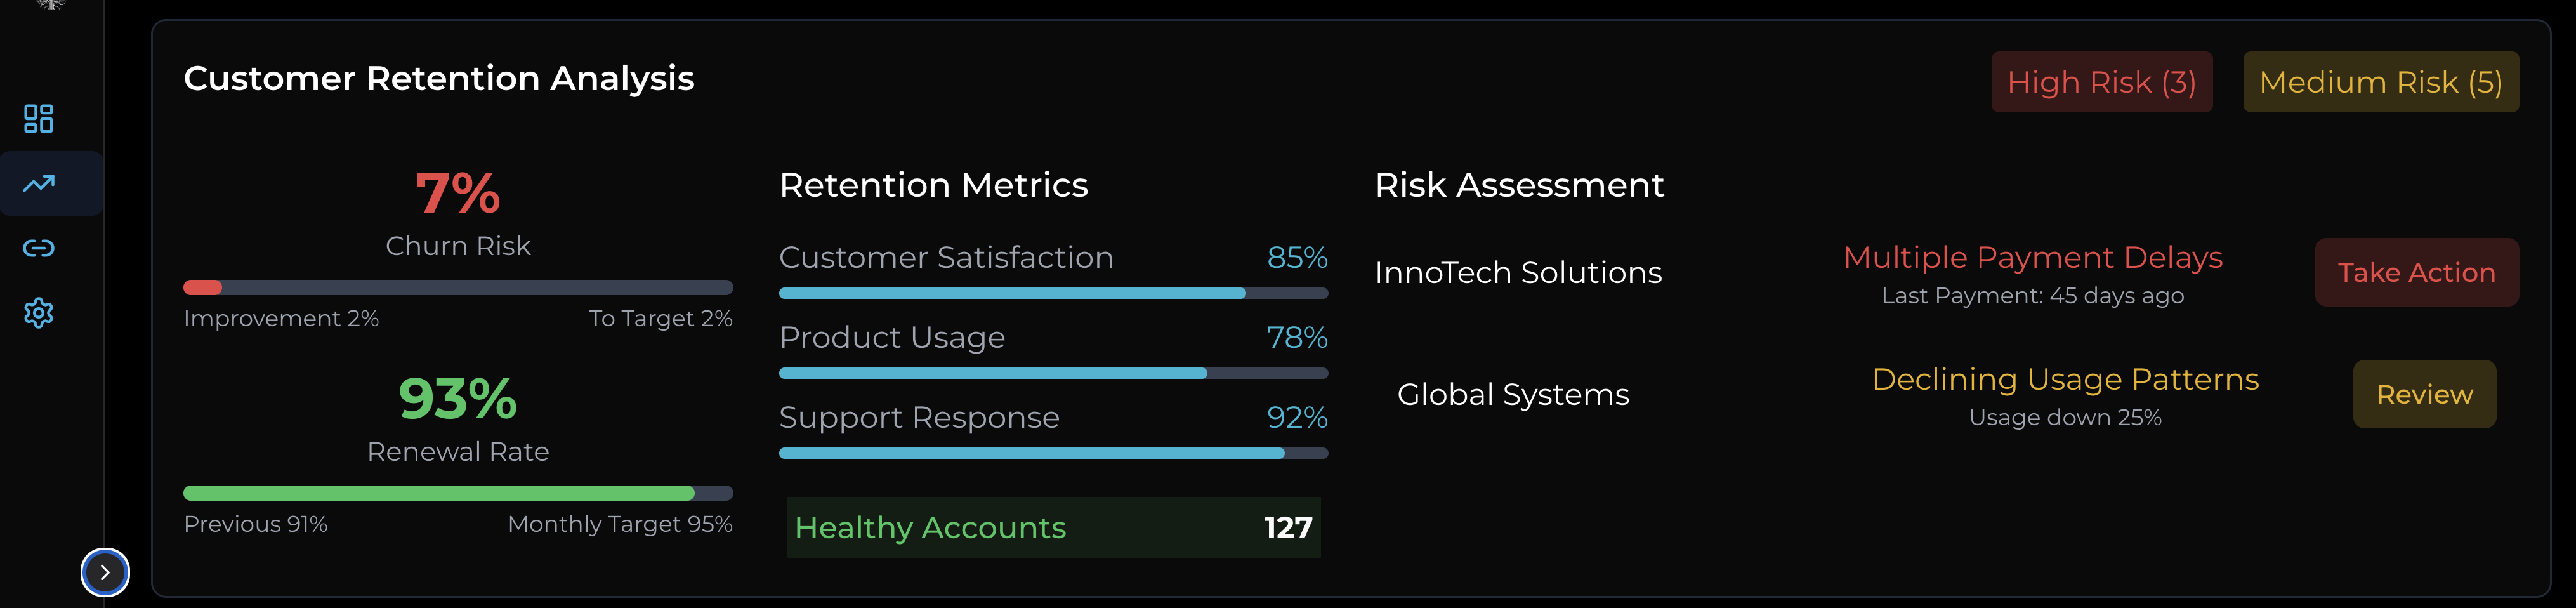 Customer Retention Analysis
High Risk (3)
Medium Risk (5)
7%
Churn Risk
Improvement 2%
To Target 2%
93%
Renewal Rate
Previous 91%
Monthly Target 95%
Retention Metrics
Customer Satisfaction 85%
Product Usage 78%
Support Response 92%
Healthy Accounts 127
Risk Assessment
InnoTech Solutions
Multiple Payment Delays
Last Payment: 45 days ago
Take Action
Global Systems
Declining Usage Patterns
Usage down 25%
Review